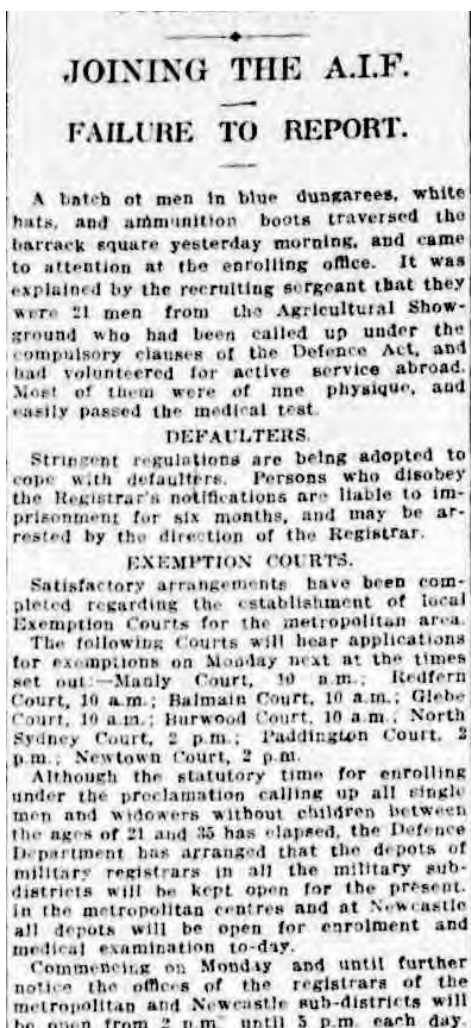 JOINING THE A.I.F.
FAILURE TO REPORT.
A batch of men in blue dungarees, white
hats, and ammunition boots traversed the
barrack square yesterday morning, and came
to attention at the enrolling office. It was
explained by the recruiting sergeant that they
were 21 men from the Agricultural Show-
ground who had been called up under the
compulsory clauses of the Defence Act, and
had volunteered for active service abroad.
Most of them were of nne physique, and
easily passed the medical test.
DEFAULTERS.
Stringent regulations are being adopted to
cope with defaulters. Persons who disobey
the Registrar's notifications are liable to im-
prisonment for six months, and may be ar-
rested by the direction of the Registrar.
EXEMPTION COURTS.
Satisfactory arrangements have been com-
pleted regarding the establishment of local
Exemption Courts for the metropolitan area.
The following Courts will hear applications
for exemptions on Monday next at the times
set out:—Manly Court, 10 a.m.; Redfern
Court, 10 a.m.; Balmain Court, 10 a.m.; Glebe
Court, 10 a.m.; Burwood Court, 10 a.m.; North
Sydney Court, 2 p.m.; Paddington Court, 2
p.m.; Newtown Court, 2 p.m.
Although the statutory time for enrolling
under the proclamation calling up all single
men and widowers without children between
the ages of 21 and 35 has elapsed, the Defence
Department has arranged that the depots of
military registrars in all the military sub-
districts will be kept open for the present.
In the metropolitan centres and at Newcastle
all depots will be open for enrolment and
medical examination to-day.
Commencing on Monday and until further
notice the offices of the registrars of the
metropolitan and Newcastle sub-districts will
be open from 2 p.m. until 5 p.m. each day,